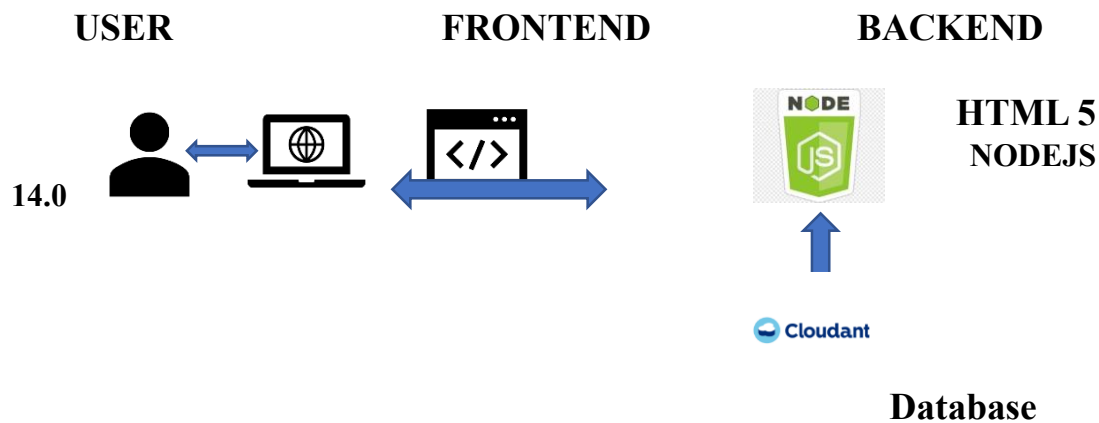 USER FRONTEND BACKEND
NODE
HTML 5
</>
JS
NODEJS
14.0
Cloudant
Database